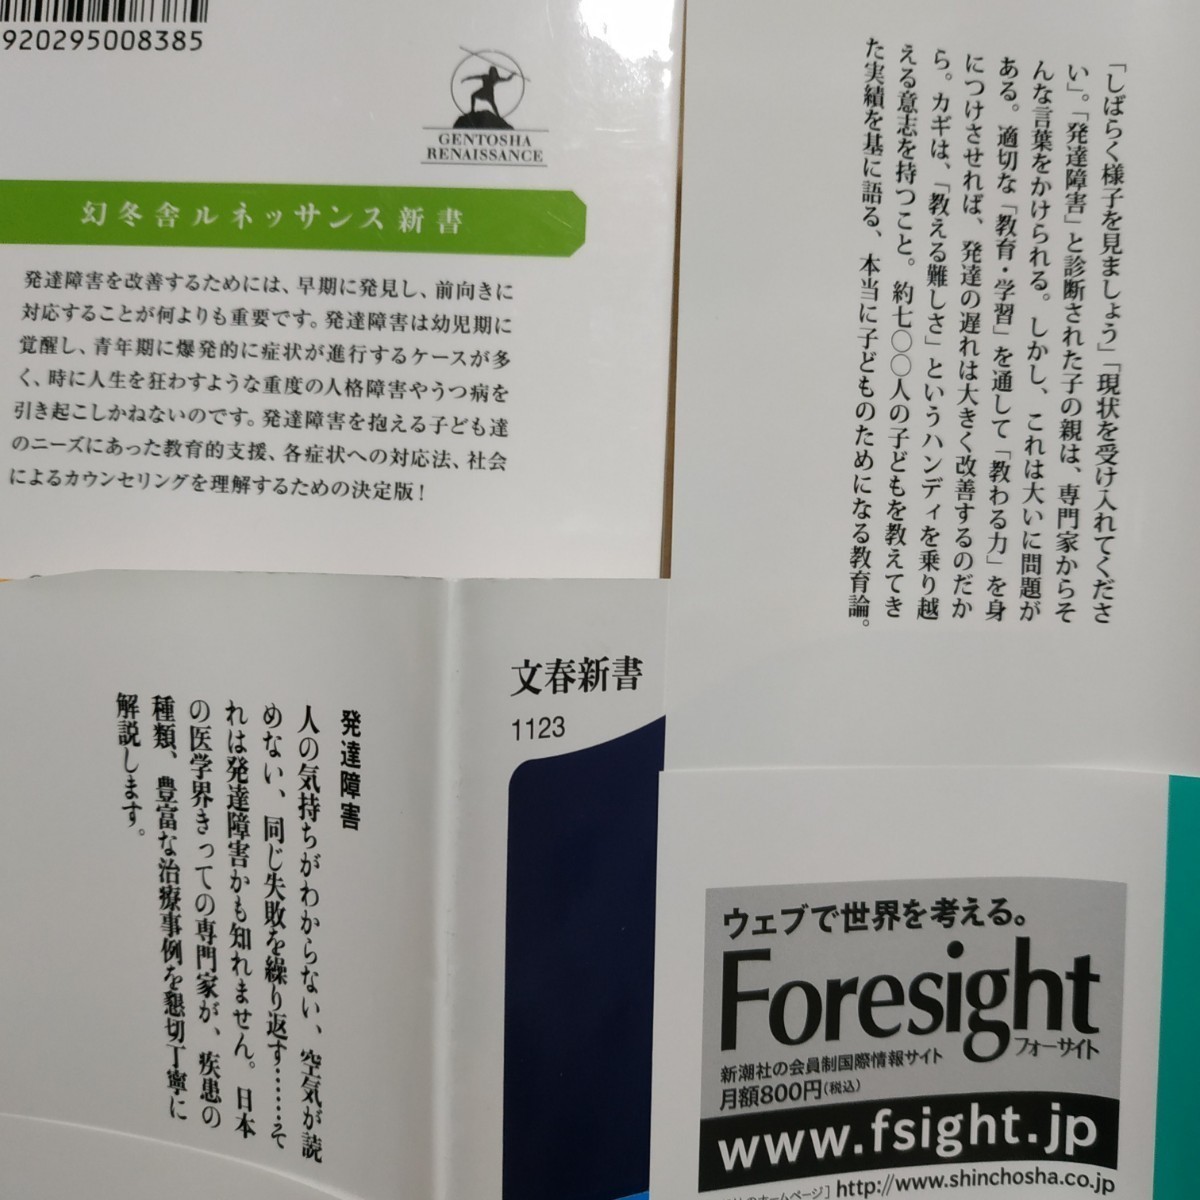 920295008385
GENTOSHA
RENAISSANCE
幻冬舎ルネッサンス新書
発達障害を改善するためには、早期に発見し、前向きに
対応することが何よりも重要です。発達障害は幼児期に
覚醒し、青年期に爆発的に症状が進行するケースが多
く、時に人生を狂わすような重度の人格障害やうつ病を
引き起こしかねないのです。発達障害を抱える子ども達
のニーズにあった教育的支援、各症状への対応法、社会
によるカウンセリングを理解するための決定版！
「しばらく様子を見ましょう」「現状を受け入れてくださ
い」。「発達障害」と診断された子の親は、専門家からそ
んな言葉をかけられる。しかし、これは大いに問題が
ある。適切な「教育・学習」を通して「教わる力」を身
につけさせれば、発達の遅れは大きく改善するのだか
ら。カギは、「教える難しさ」というハンディを乗り越
える意志を持つこと。約七〇〇人の子どもを教えてき
た実績を基に語る、本当に子どものためになる教育論。
文春新書
1123
発達障害
人の気持ちがわからない、空気が読
めない、同じ失敗を繰り返す……そ
れは発達障害かも知れません。日本
の医学界きっての専門家が、疾患の
種類、豊富な治療事例を懇切丁寧に
解説します。
ウェブで世界を考える。
Foresight
フォーサイト
新潮社の会員制国際情報サイト
月額800円(税込)
www.fsight.jp
ホームページ] http://www.shinchosha.co.jp